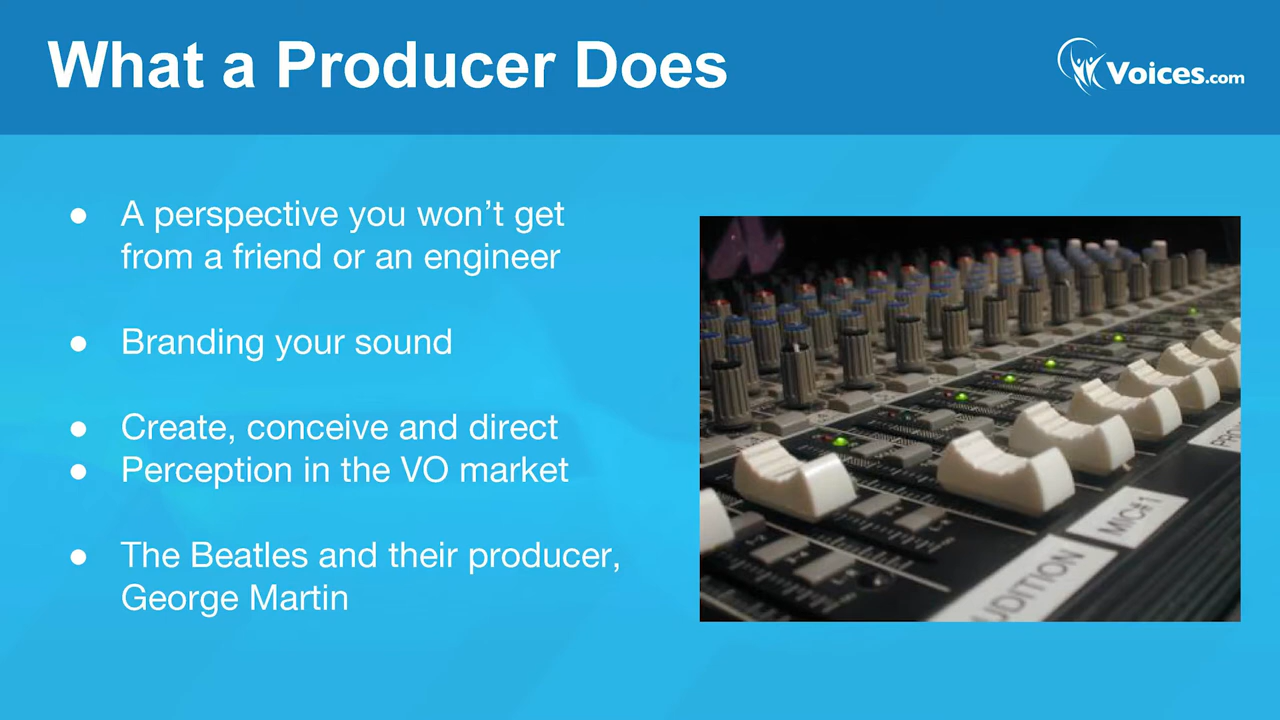 What a Producer Does
Voices.com
● A perspective you won’t get
from a friend or an engineer
● Branding your sound
● Create, conceive and direct
● Perception in the VO market
● The Beatles and their producer,
George Martin
MIC#1
UDITION